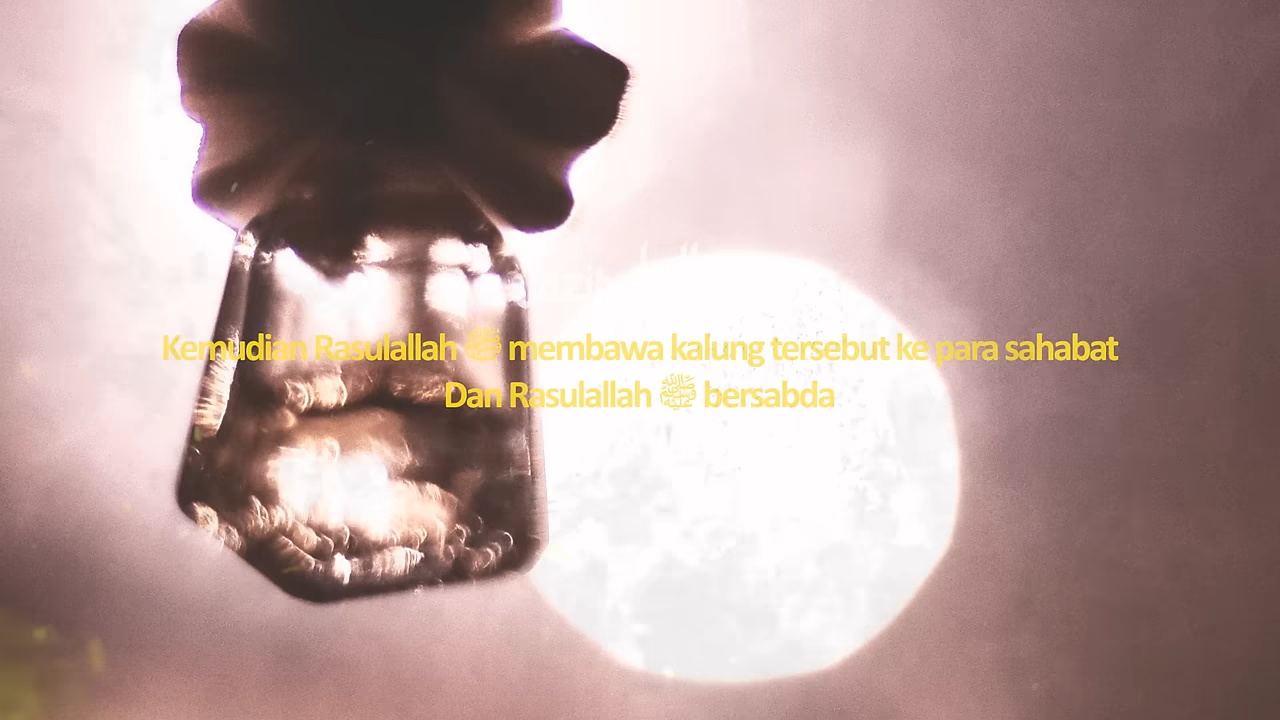 Kemudian Rasulallah ﷺ membawa kalung tersebut ke para sahabat
Dan Rasulallah ﷺ bersabda